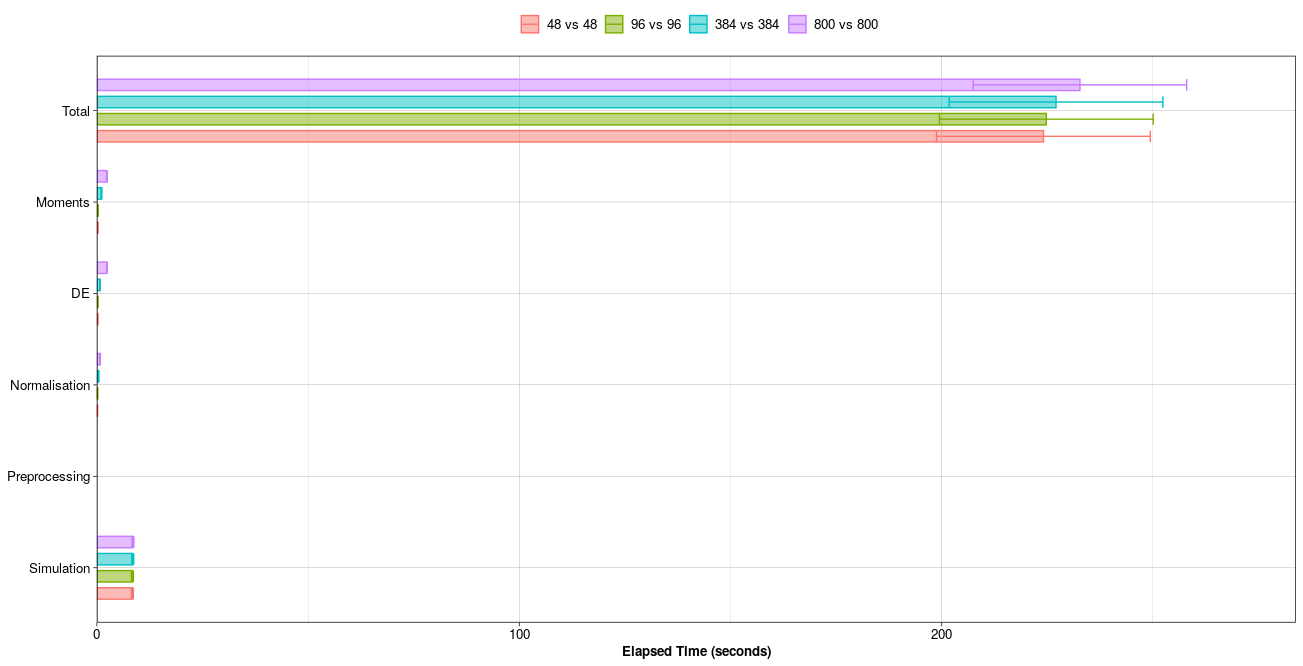 48 vs 48 96 vs 96 384 vs 384 800 vs 800
Total
Moments
DE
Normalisation
Preprocessing
Simulation
0 100 200
Elapsed Time (seconds)